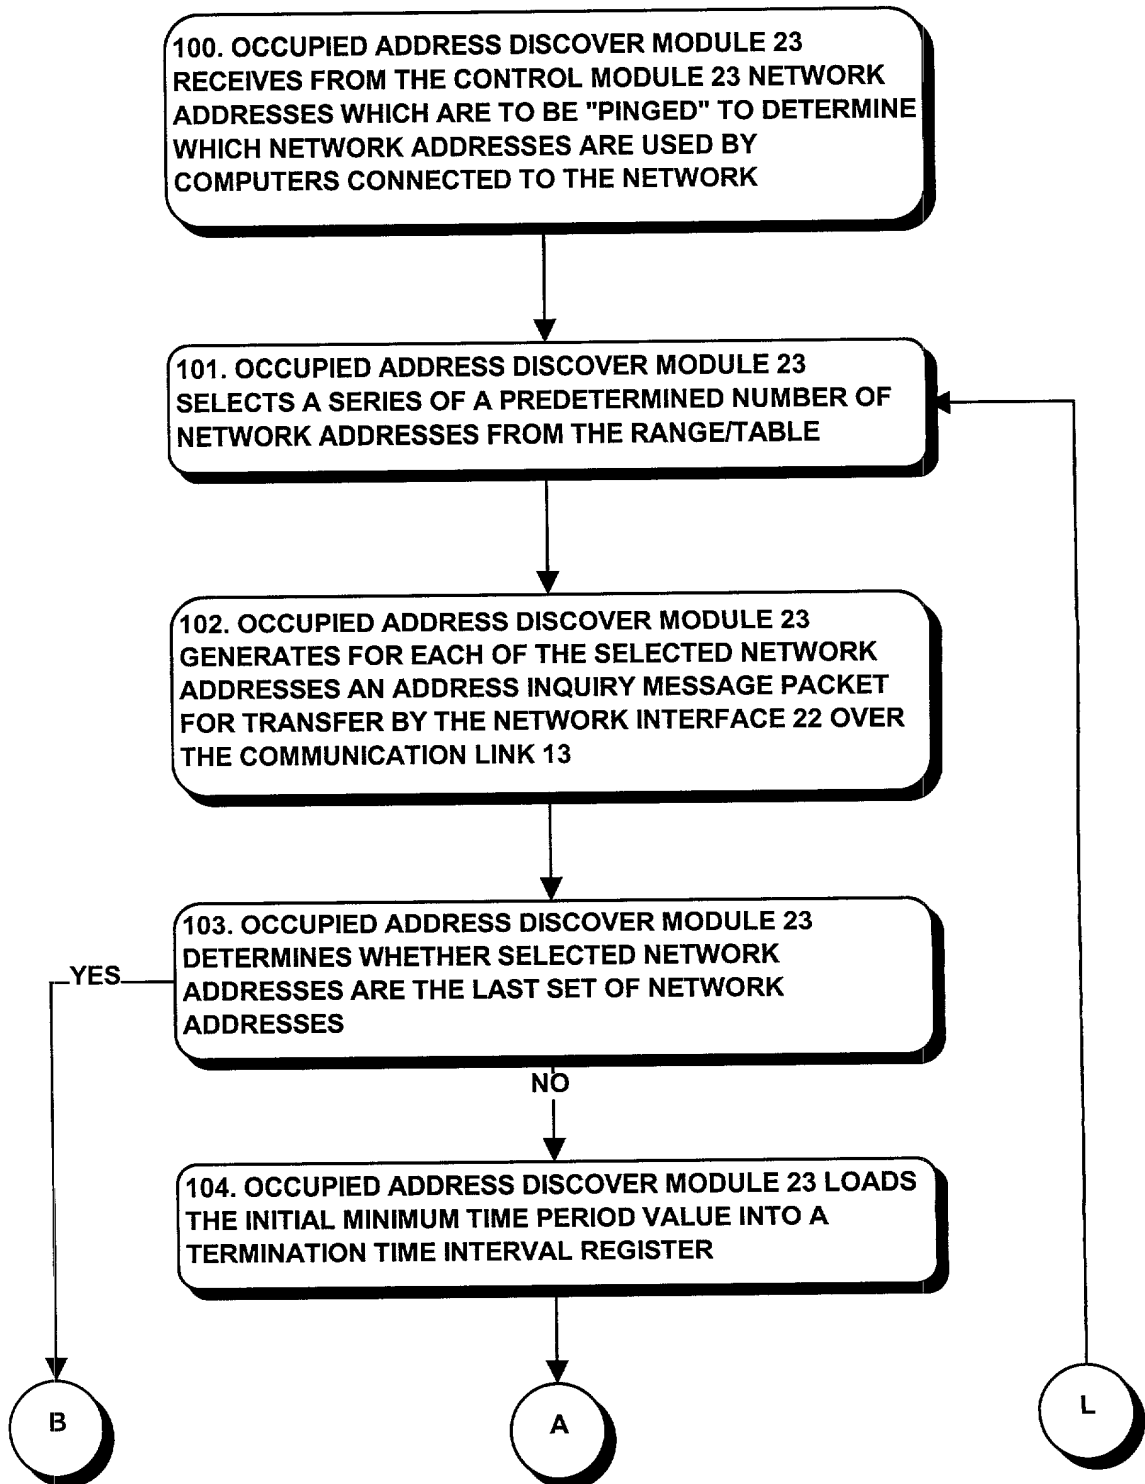 100. OCCUPIED ADDRESS DISCOVER MODULE 23
RECEIVES FROM THE CONTROL MODULE 23 NETWORK
ADDRESSES WHICH ARE TO BE "PINGED" TO DETERMINE
WHICH NETWORK ADDRESSES ARE USED BY
COMPUTERS CONNECTED TO THE NETWORK
101. OCCUPIED ADDRESS DISCOVER MODULE 23
SELECTS A SERIES OF A PREDETERMINED NUMBER OF
NETWORK ADDRESSES FROM THE RANGE/TABLE
102. OCCUPIED ADDRESS DISCOVER MODULE 23
GENERATES FOR EACH OF THE SELECTED NETWORK
ADDRESSES AN ADDRESS INQUIRY MESSAGE PACKET
FOR TRANSFER BY THE NETWORK INTERFACE 22 OVER
THE COMMUNICATION LINK 13
103. OCCUPIED ADDRESS DISCOVER MODULE 23
DETERMINES WHETHER SELECTED NETWORK
ADDRESSES ARE THE LAST SET OF NETWORK
ADDRESSES
YES
NO
104. OCCUPIED ADDRESS DISCOVER MODULE 23 LOADS
THE INITIAL MINIMUM TIME PERIOD VALUE INTO A
TERMINATION TIME INTERVAL REGISTER
B
A
L